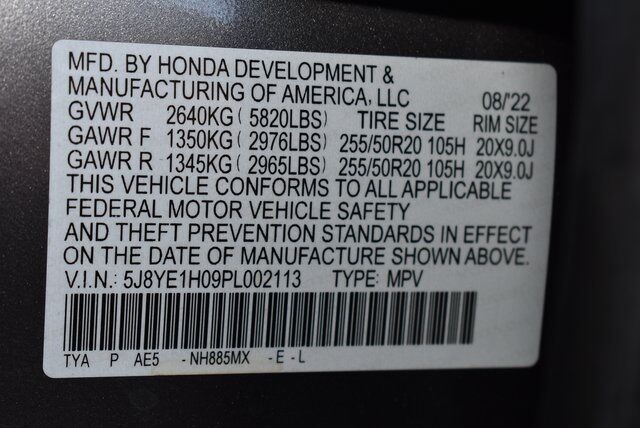 MFD. BY HONDA DEVELOPMENT &
MANUFACTURING OF AMERICA, LLC 08/'22
GVWR 2640KG ( 5820LBS) TIRE SIZE RIM SIZE
GAWR F 1350KG ( 2976LBS) 255/50R20 105H 20X9.0J
GAWR R 1345KG ( 2965LBS) 255/50R20 105H 20X9.0J
THIS VEHICLE CONFORMS TO ALL APPLICABLE
FEDERAL MOTOR VEHICLE SAFETY
AND THEFT PREVENTION STANDARDS IN EFFECT
ON THE DATE OF MANUFACTURE SHOWN ABOVE.
V.I.N.: 5J8YE1H09PL002113 TYPE: MPV
TYA P AE5 -NH885MX -E-L